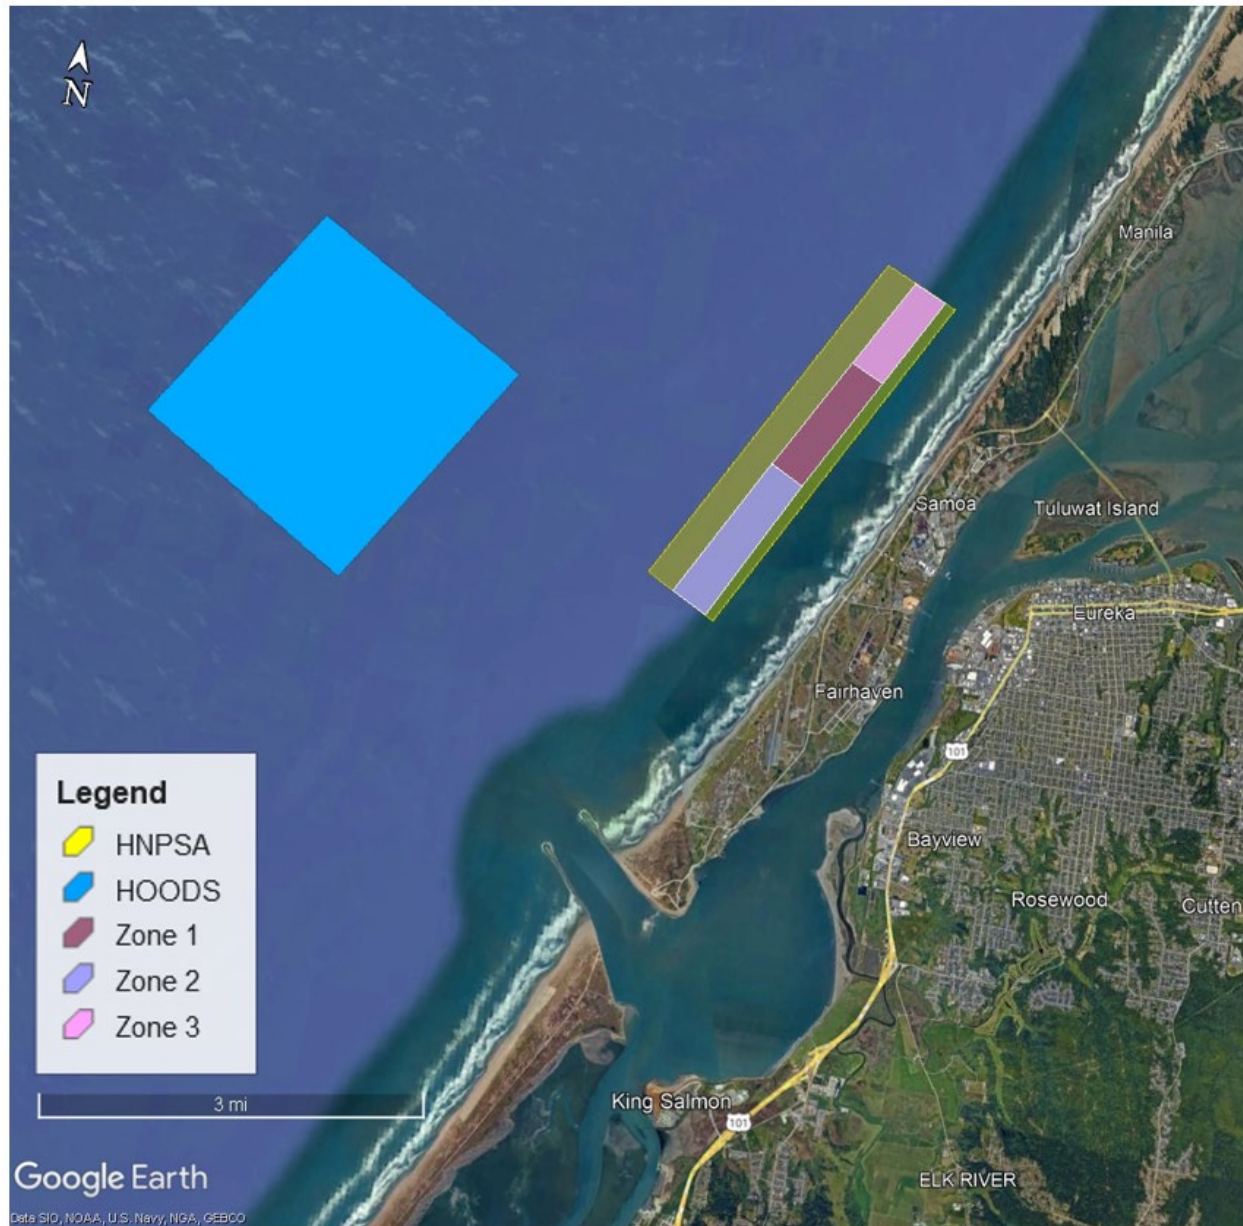 N
Manila
Samoa
Tuluwat Island
Eureka
Fairhaven
101
Bayview
Rosewood
Cutten
Legend
HNPSA
HOODS
Zone 1
Zone 2
Zone 3
3 mi
King Salmon
101
ELK RIVER
Google Earth
Data SIO, NOAA, U.S. Navy, NGA, GEBCO